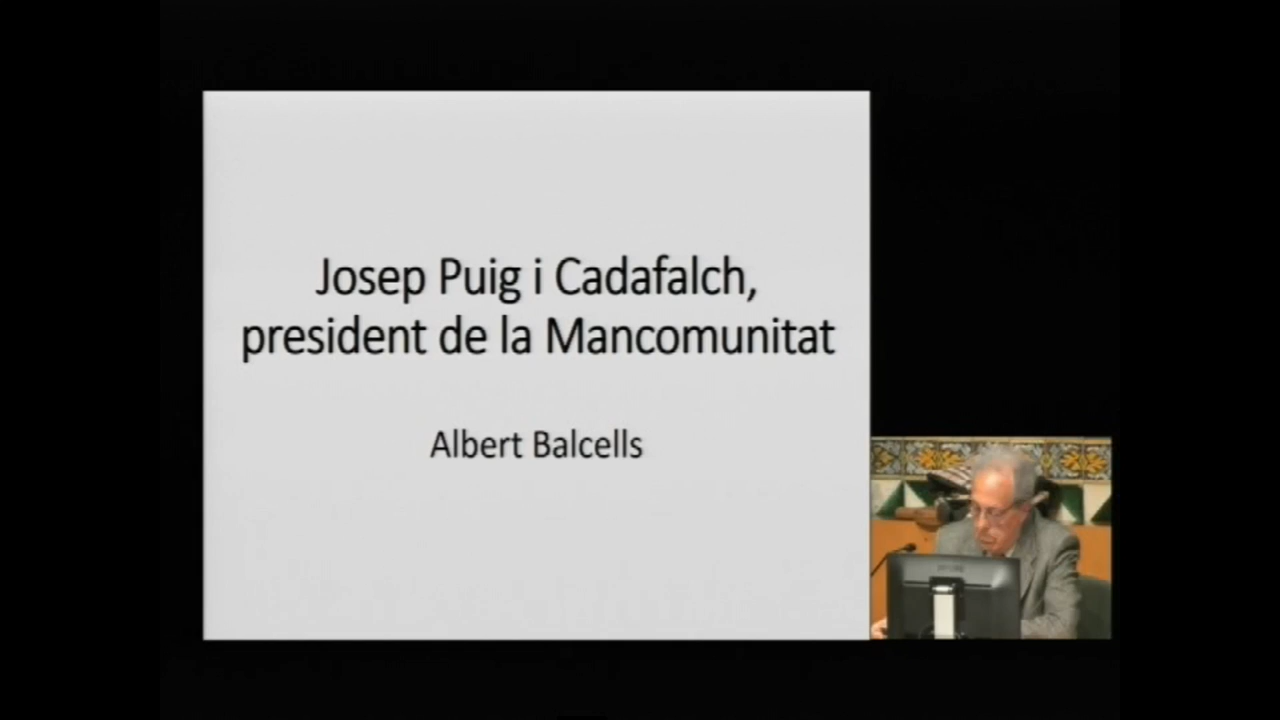 Josep Puig i Cadafalch,
president de la Mancomunitat
Albert Balcells